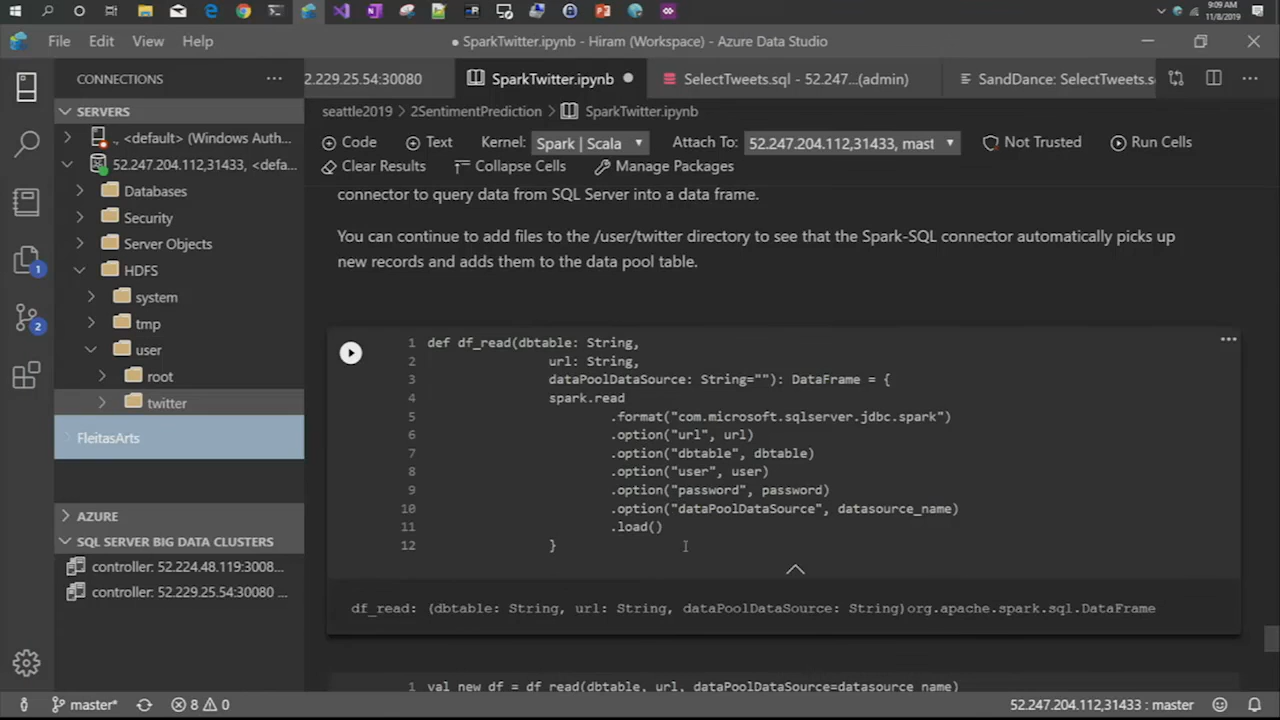 9:09 AM
11/8/2019
File Edit View Help
● SparkTwitter.ipynb - Hiram (Workspace) - Azure Data Studio
CONNECTIONS
.229.25.54:30080
SparkTwitter.ipynb
SelectTweets.sql - 52.247...(admin)
SandDance: SelectTweets.s
SERVERS
seattle2019 > 2SentimentPrediction > SparkTwitter.ipynb
., <default> (Windows Auth...
52.247.204.112,31433, <defa...
Databases
Security
Server Objects
HDFS
system
tmp
user
root
twitter
FleitasArts
AZURE
SQL SERVER BIG DATA CLUSTERS
controller: 52.224.48.119:3008...
controller: 52.229.25.54:30080 ...
1
2
Code Text Kernel: Spark | Scala Attach To: 52.247.204.112,31433, mast Not Trusted Run Cells
Clear Results Collapse Cells Manage Packages
connector to query data from SQL Server into a data frame.
You can continue to add files to the /user/twitter directory to see that the Spark-SQL connector automatically picks up
new records and adds them to the data pool table.
1 def df_read(dbtable: String,
2 url: String,
3 dataPoolDataSource: String=""): DataFrame = {
4 spark.read
5 .format("com.microsoft.sqlserver.jdbc.spark")
6 .option("url", url)
7 .option("dbtable", dbtable)
8 .option("user", user)
9 .option("password", password)
10 .option("dataPoolDataSource", datasource_name)
11 .load()
12 }
df_read: (dbtable: String, url: String, dataPoolDataSource: String)org.apache.spark.sql.DataFrame
1 val new_df = df_read(dbtable, url, dataPoolDataSource=datasource_name)
master* 8 0 52.247.204.112,31433 : master